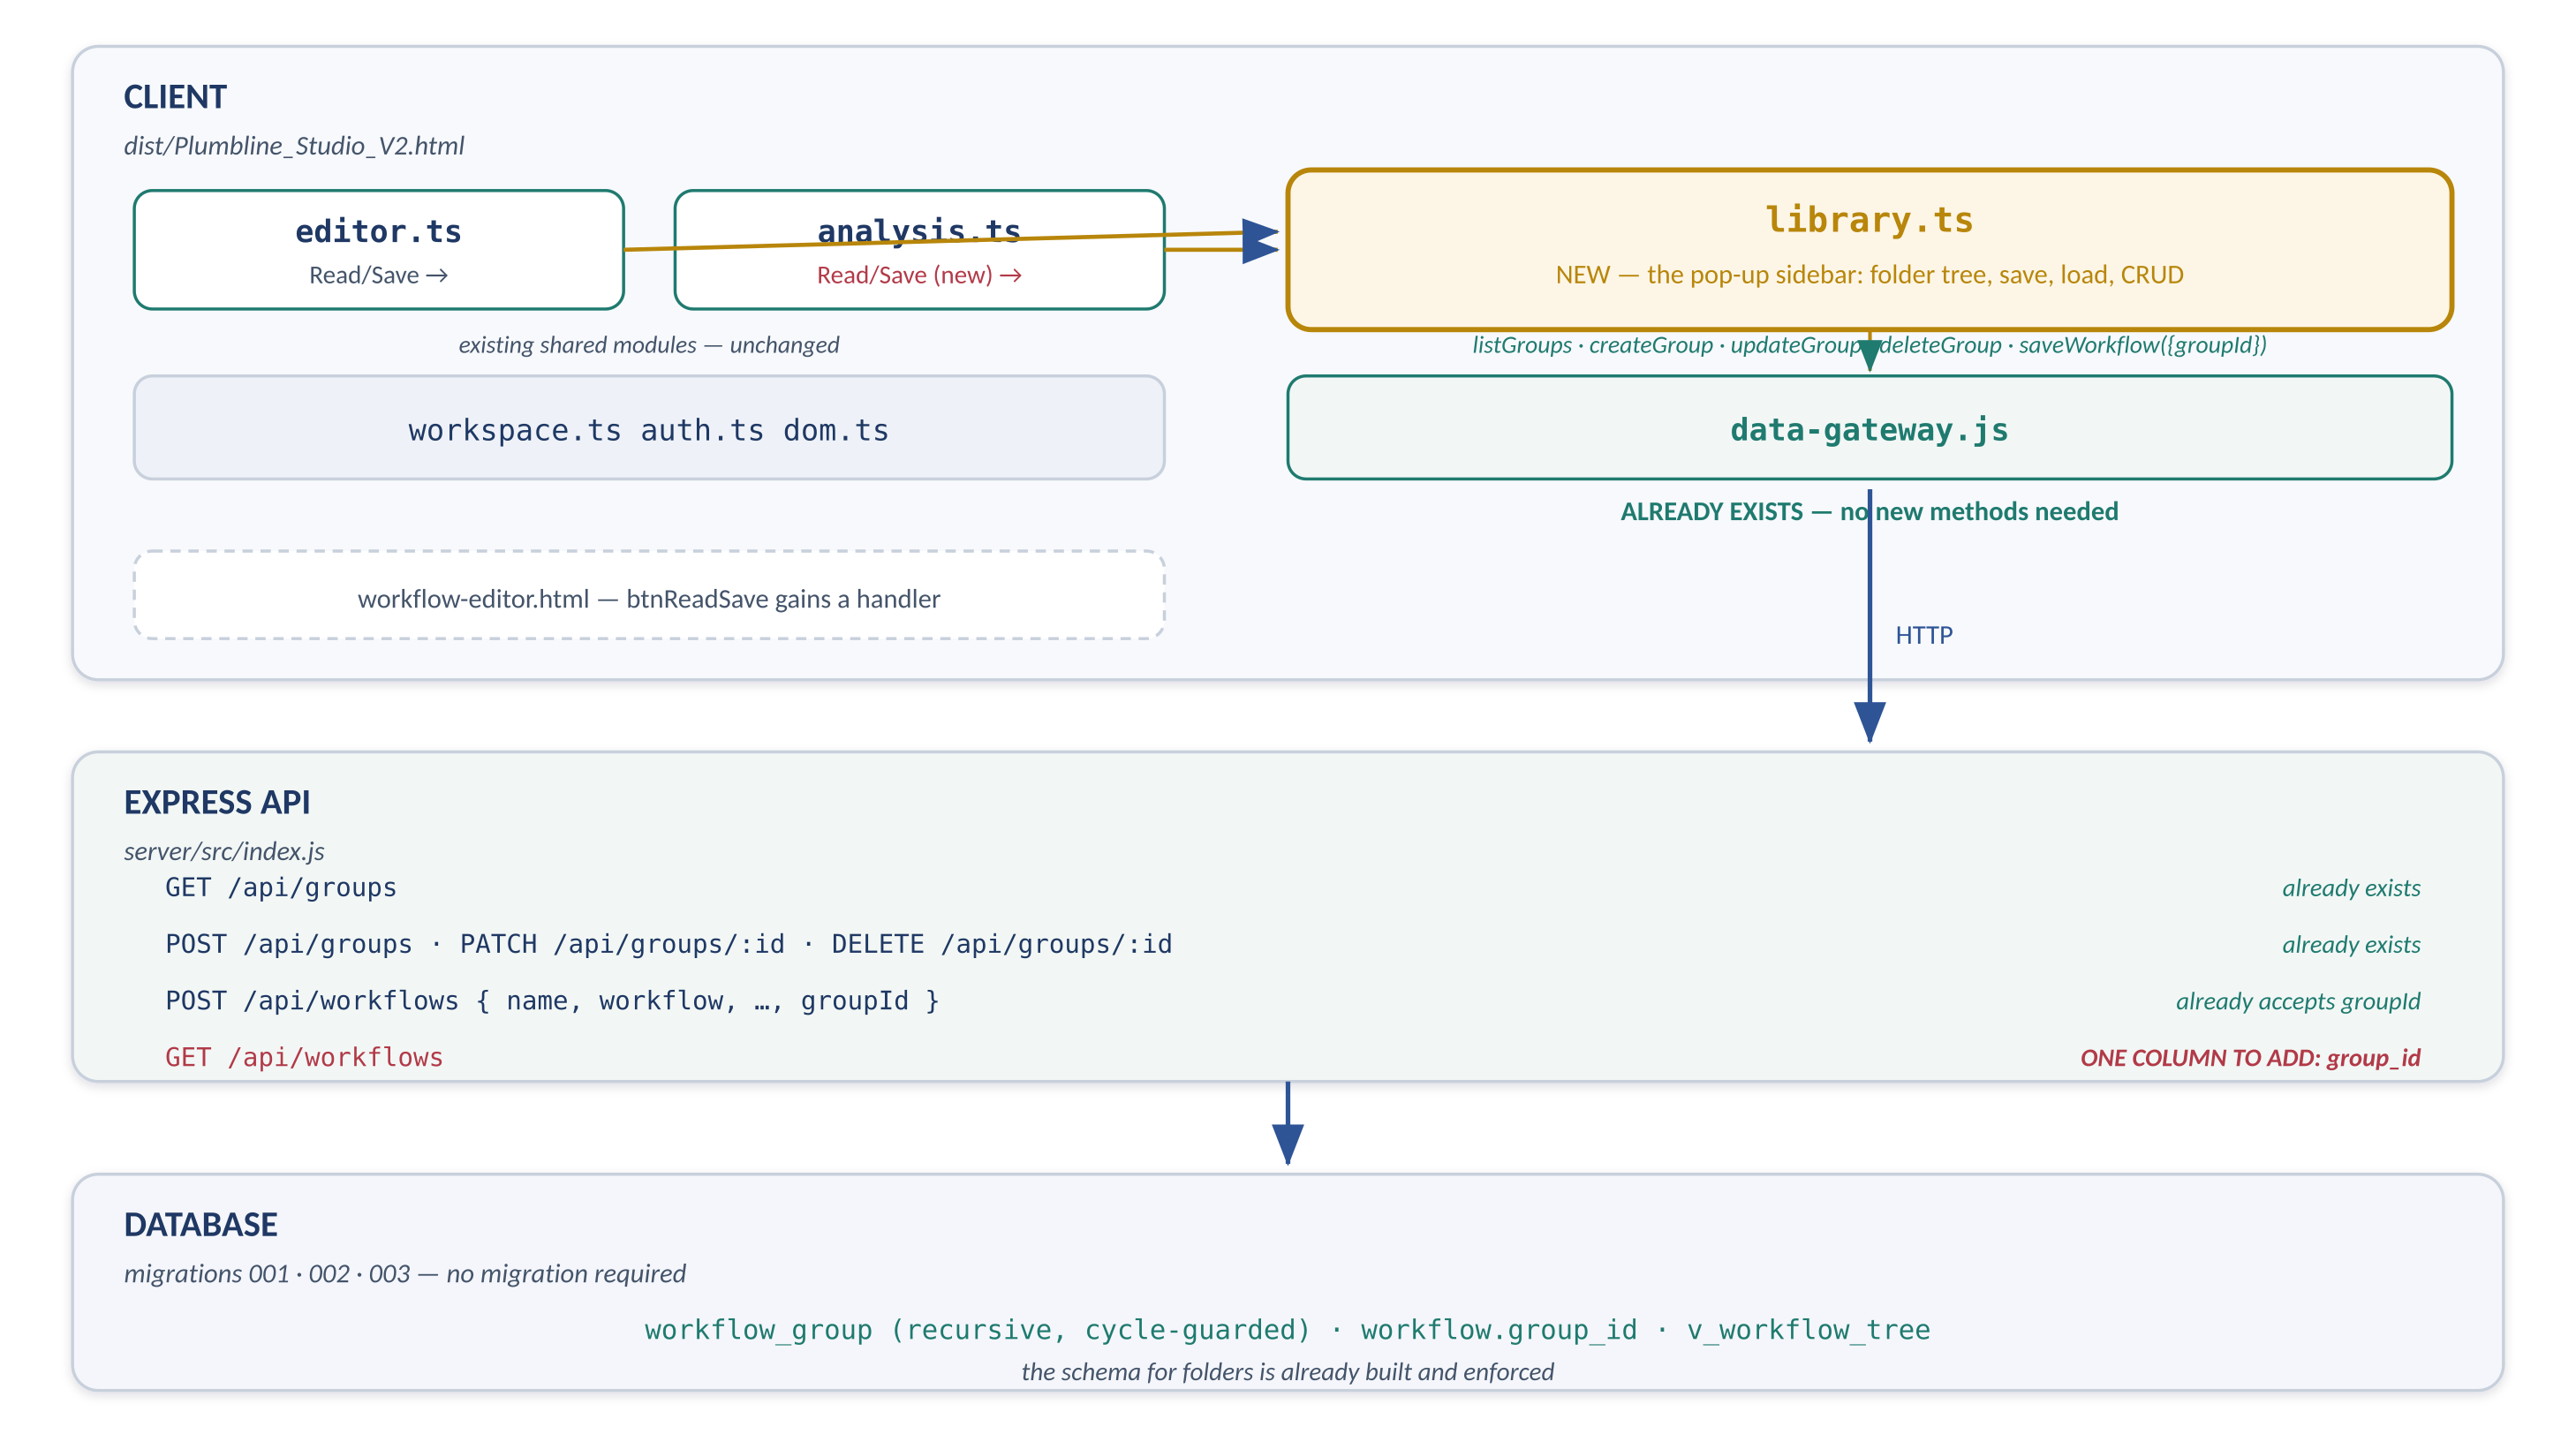 CLIENT
dist/Plumbline_Studio_V2.html
editor.ts
Read/Save →
analysis.ts
Read/Save (new) →
library.ts
NEW — the pop-up sidebar: folder tree, save, load, CRUD
existing shared modules — unchanged
listGroups · createGroup · updateGroup · deleteGroup · saveWorkflow({groupId})
workspace.ts auth.ts dom.ts
data-gateway.js
ALREADY EXISTS — no new methods needed
workflow-editor.html — btnReadSave gains a handler
HTTP
EXPRESS API
server/src/index.js
GET /api/groups
already exists
POST /api/groups · PATCH /api/groups/:id · DELETE /api/groups/:id
already exists
POST /api/workflows { name, workflow, …, groupId }
already accepts groupId
GET /api/workflows
ONE COLUMN TO ADD: group_id
DATABASE
migrations 001 · 002 · 003 — no migration required
workflow_group (recursive, cycle-guarded) · workflow.group_id · v_workflow_tree
the schema for folders is already built and enforced